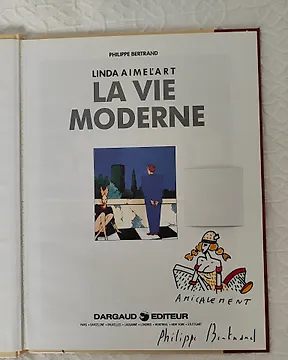 PHILIPPE BERTRAND
LINDA AIME L'ART
LA VIE
MODERNE
AMICALEMENT
Philippe Bertrand
DARGAUD EDITEUR